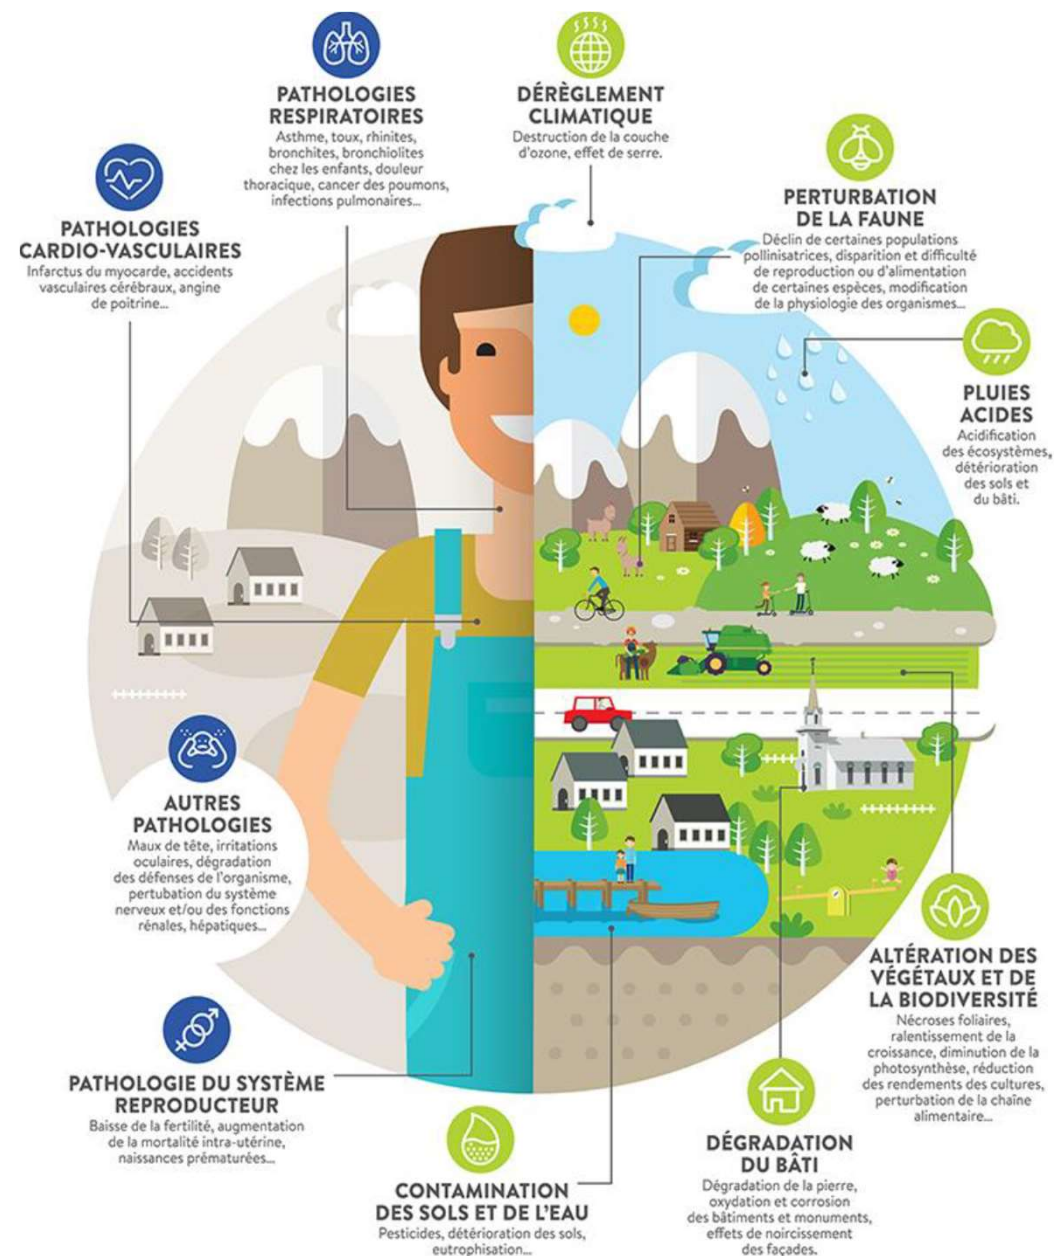 PATHOLOGIES
RESPIRATOIRES
Asthme, toux, rhinites,
bronchites, bronchiolites
chez les enfants, douleur
thoracique, cancer des poumons,
infections pulmonaires...
DÉRÈGLEMENT
CLIMATIQUE
Destruction de la couche
d'ozone, effet de serre.
PERTURBATION
DE LA FAUNE
Déclin de certaines populations
pollinisatrices, disparition et difficulté
de reproduction ou d'alimentation
de certaines espèces, modification
de la physiologie des organismes...
PATHOLOGIES
CARDIO-VASCULAIRES
Infarctus du myocarde, accidents
vasculaires cérébraux, angine
de poitrine...
PLUIES
ACIDES
Acidification
des écosystèmes,
détérioration
des sols et
du bâti.
AUTRES
PATHOLOGIES
Maux de tête, irritations
oculaires, dégradation
des défenses de l'organisme,
pertubation du système
nerveux et/ou des fonctions
rénales, hépatiques...
ALTÉRATION DES
VÉGÉTAUX ET DE
LA BIODIVERSITÉ
Nécroses foliaires,
ralentissement de la
croissance, diminution de la
photosynthèse, réduction
des rendements des cultures,
perturbation de la chaîne
alimentaire...
PATHOLOGIE DU SYSTÈME
REPRODUCTEUR
Baisse de la fertilité, augmentation
de la mortalité intra-utérine,
naissances prématurées...
CONTAMINATION
DES SOLS ET DE L'EAU
Pesticides, détérioration des sols,
eutrophisation...
DÉGRADATION
DU BÂTI
Dégradation de la pierre,
oxydation et corrosion
des bâtiments et monuments,
effets de noircissement
des façades.